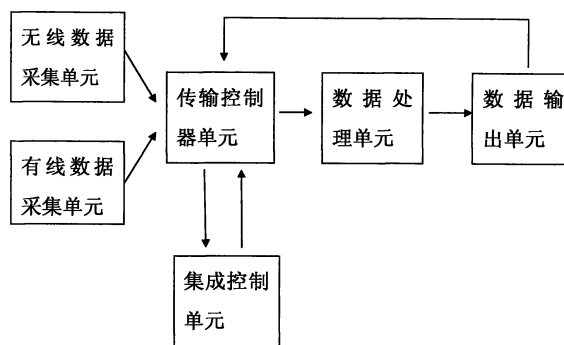 无线数据
采集单元
有线数据
采集单元
传输控制
器单元
数据处
理单元
数据输
出单元
集成控制
单元